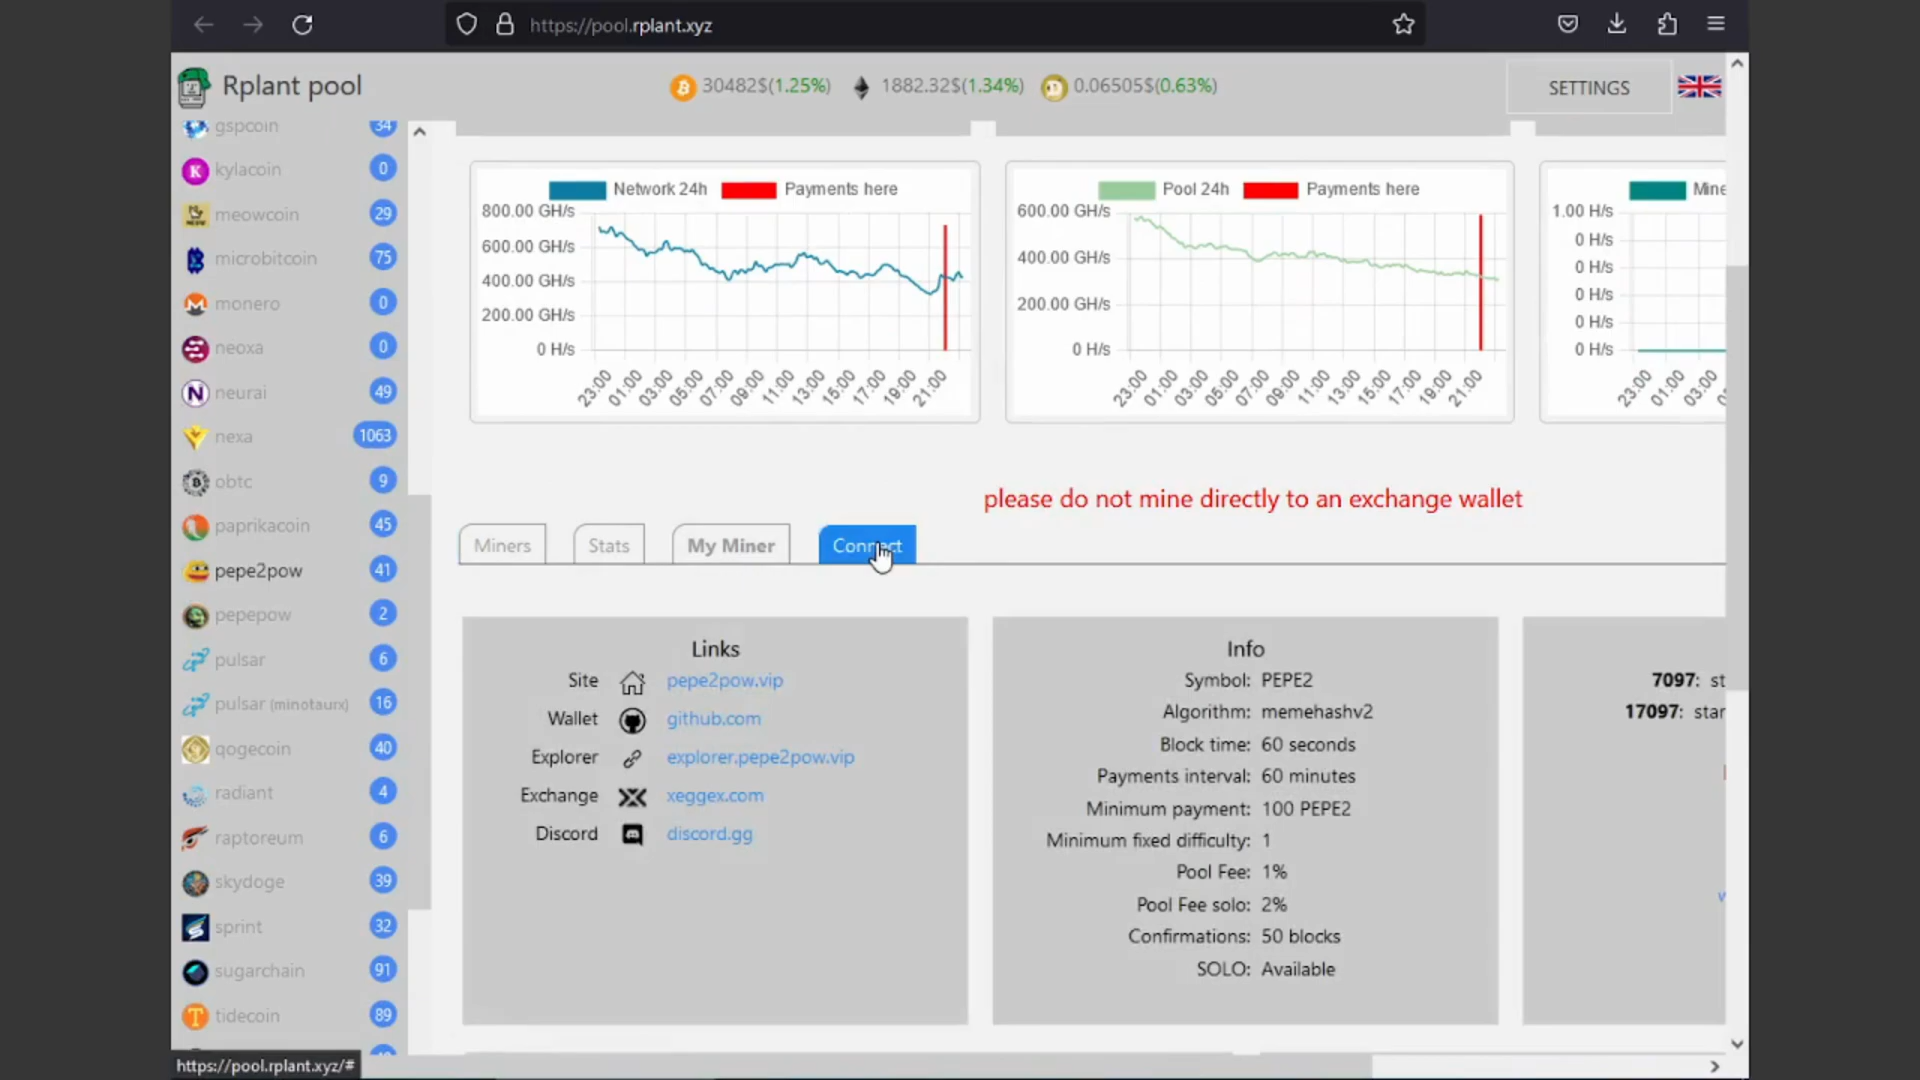 https://pool.rplant.xyz
Rplant pool
30482$(1.25%)
1882.32$(1.34%)
0.06505$(0.63%)
SETTINGS
gspcoin 34
kylacoin 0
meowcoin 29
microbitcoin 75
monero 0
neoxa 0
neurai 49
nexa 1063
obtc 9
paprikacoin 45
pepe2pow 41
pepepow 2
pulsar 6
pulsar (minotaurx) 16
qogecoin 40
radiant 4
raptoreum 6
skydoge 39
sprint 32
sugarchain 91
tidecoin 89
Network 24h Payments here
800.00 GH/s
600.00 GH/s
400.00 GH/s
200.00 GH/s
0 H/s
23:00 01:00 03:00 05:00 07:00 09:00 11:00 13:00 15:00 17:00 19:00 21:00
Pool 24h Payments here
600.00 GH/s
400.00 GH/s
200.00 GH/s
0 H/s
23:00 01:00 03:00 05:00 07:00 09:00 11:00 13:00 15:00 17:00 19:00 21:00
Mine
1.00 H/s
0 H/s
0 H/s
0 H/s
0 H/s
0 H/s
23:00 01:00 03:00
please do not mine directly to an exchange wallet
Miners Stats My Miner Connect
Links
Site pepe2pow.vip
Wallet github.com
Explorer explorer.pepe2pow.vip
Exchange xeggex.com
Discord discord.gg
Info
Symbol: PEPE2
Algorithm: memehashv2
Block time: 60 seconds
Payments interval: 60 minutes
Minimum payment: 100 PEPE2
Minimum fixed difficulty: 1
Pool Fee: 1%
Pool Fee solo: 2%
Confirmations: 50 blocks
SOLO: Available
7097: st
17097: star
https://pool.rplant.xyz/#